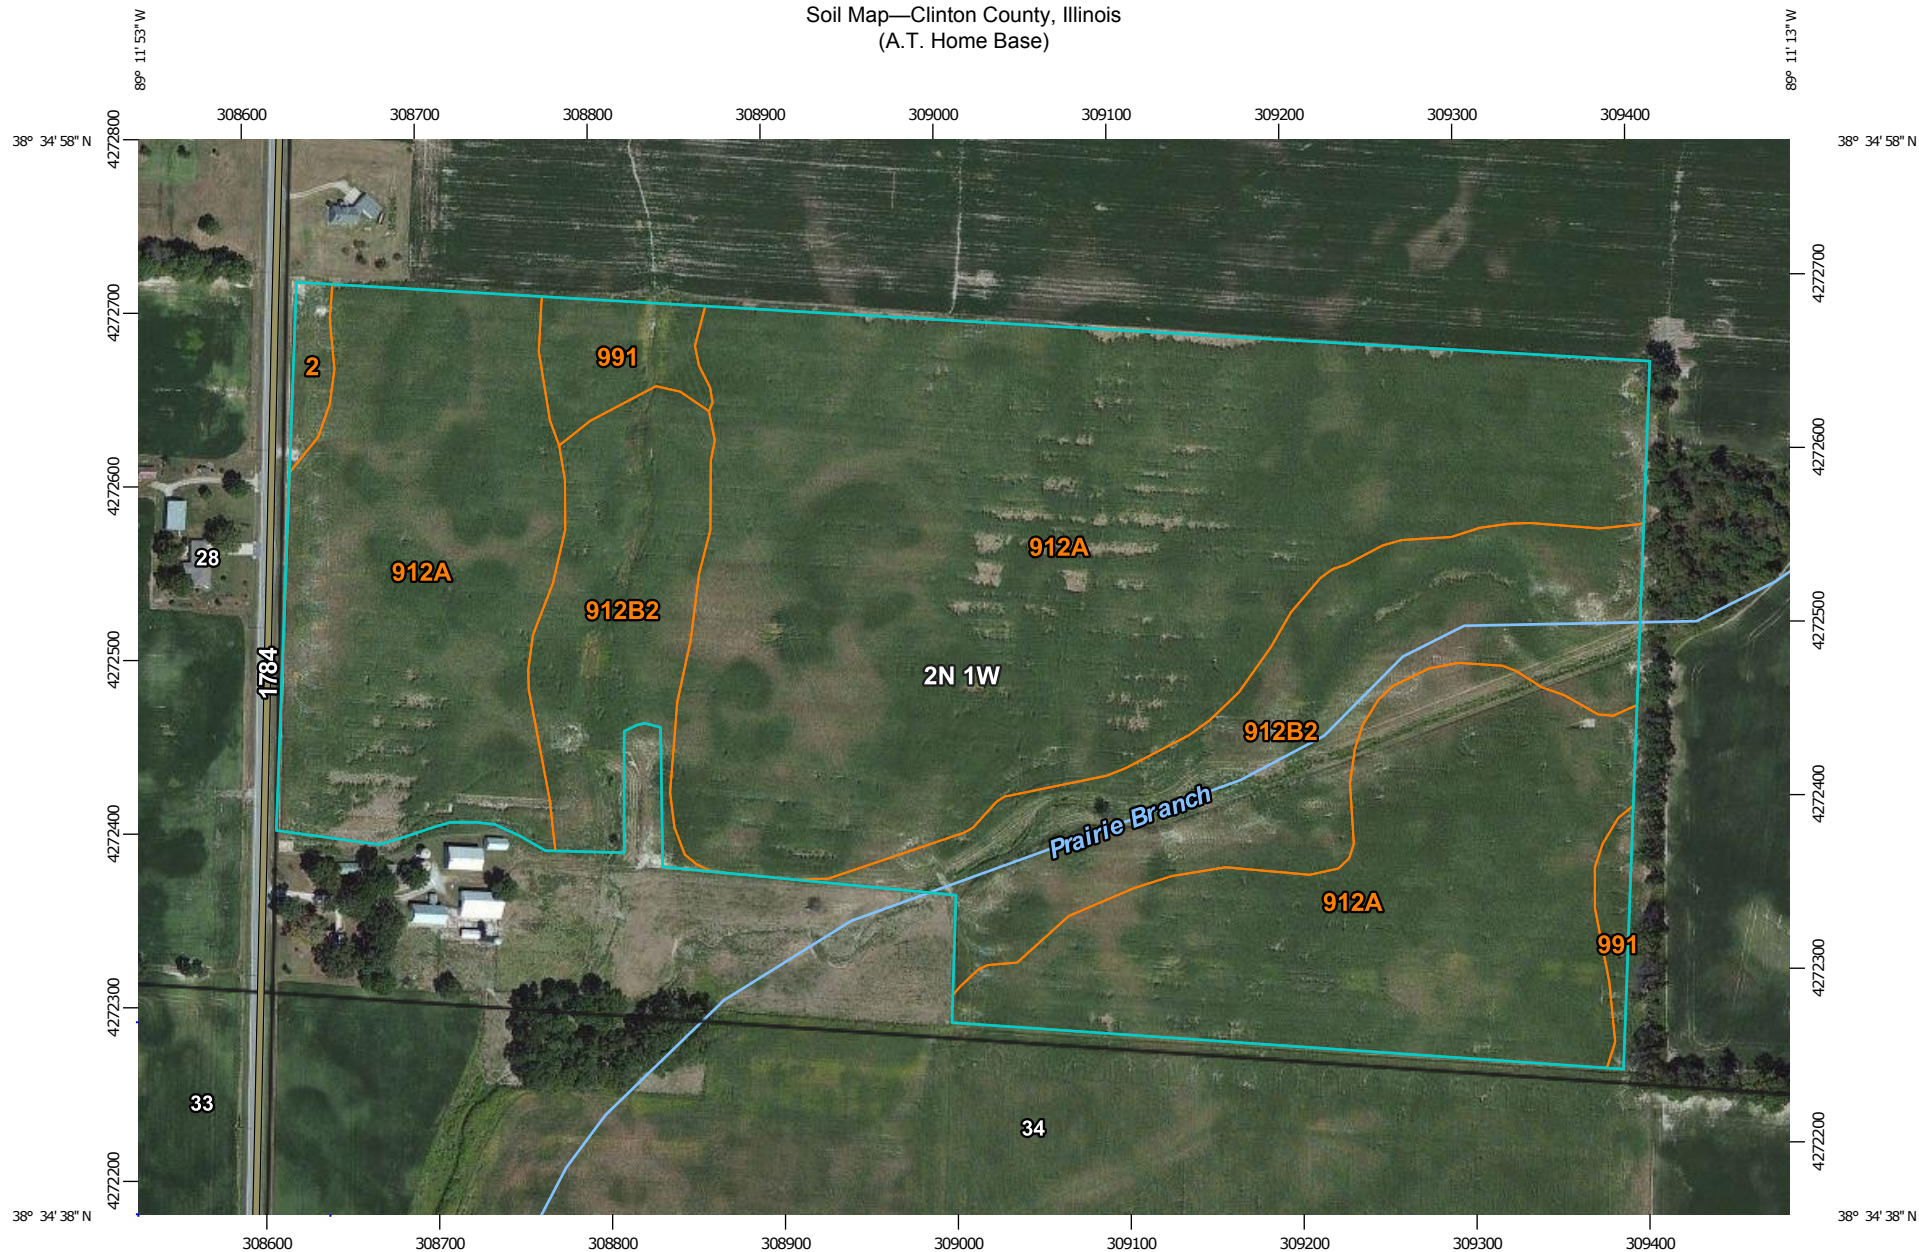 Soil Map—Clinton County, Illinois
(A.T. Home Base)
89° 11' 53'' W
89° 11' 13'' W
308600
308700
308800
308900
309000
309100
309200
309300
309400
38° 34' 58'' N
38° 34' 58'' N
4272800
4272700
4272600
4272500
4272400
4272300
4272200
4272700
4272600
4272500
4272400
4272300
4272200
2
991
912A
912B2
912A
28
1784
2N 1W
912B2
Prairie Branch
912A
991
33
34
38° 34' 38'' N
38° 34' 38'' N
308600
308700
308800
308900
309000
309100
309200
309300
309400